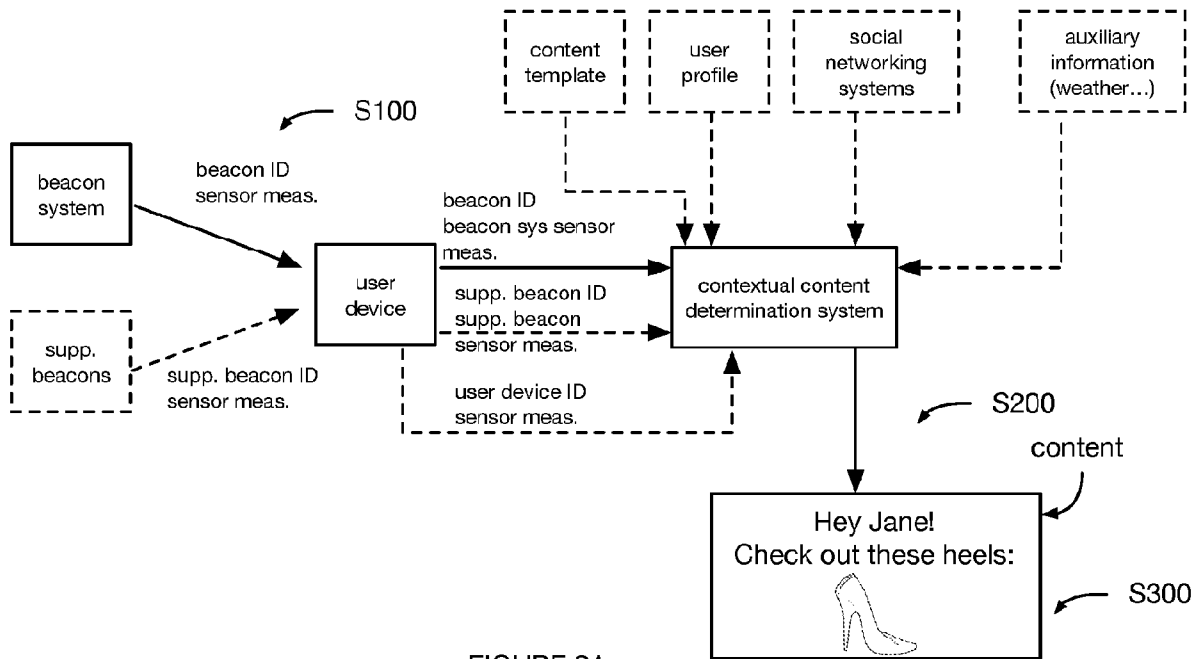 content
template
user
profile
social
networking
systems
auxiliary
information
(weather...)
S100
beacon
system
beacon ID
sensor meas.
beacon ID
beacon sys sensor
meas.
user
device
contextual content
determination system
supp. beacon ID
supp. beacon
sensor meas.
supp.
beacons
supp. beacon ID
sensor meas.
user device ID
sensor meas.
S200
content
Hey Jane!
Check out these heels:
S300